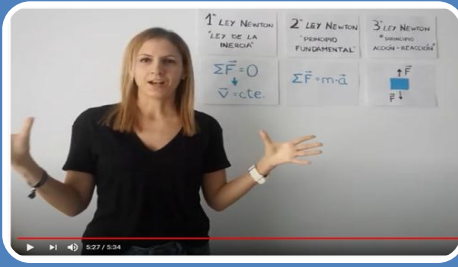 1ª LEY NEWTON
"LEY DE LA
INERCIA"
ΣF⃗=0
v⃗=cte.
2ª LEY NEWTON
"PRINCIPIO
FUNDAMENTAL"
ΣF⃗=m·a⃗
3ª LEY NEWTON
"PRINCIPIO
ACCIÓN-REACCIÓN"
F⃗
F⃗
5:27 / 5:34